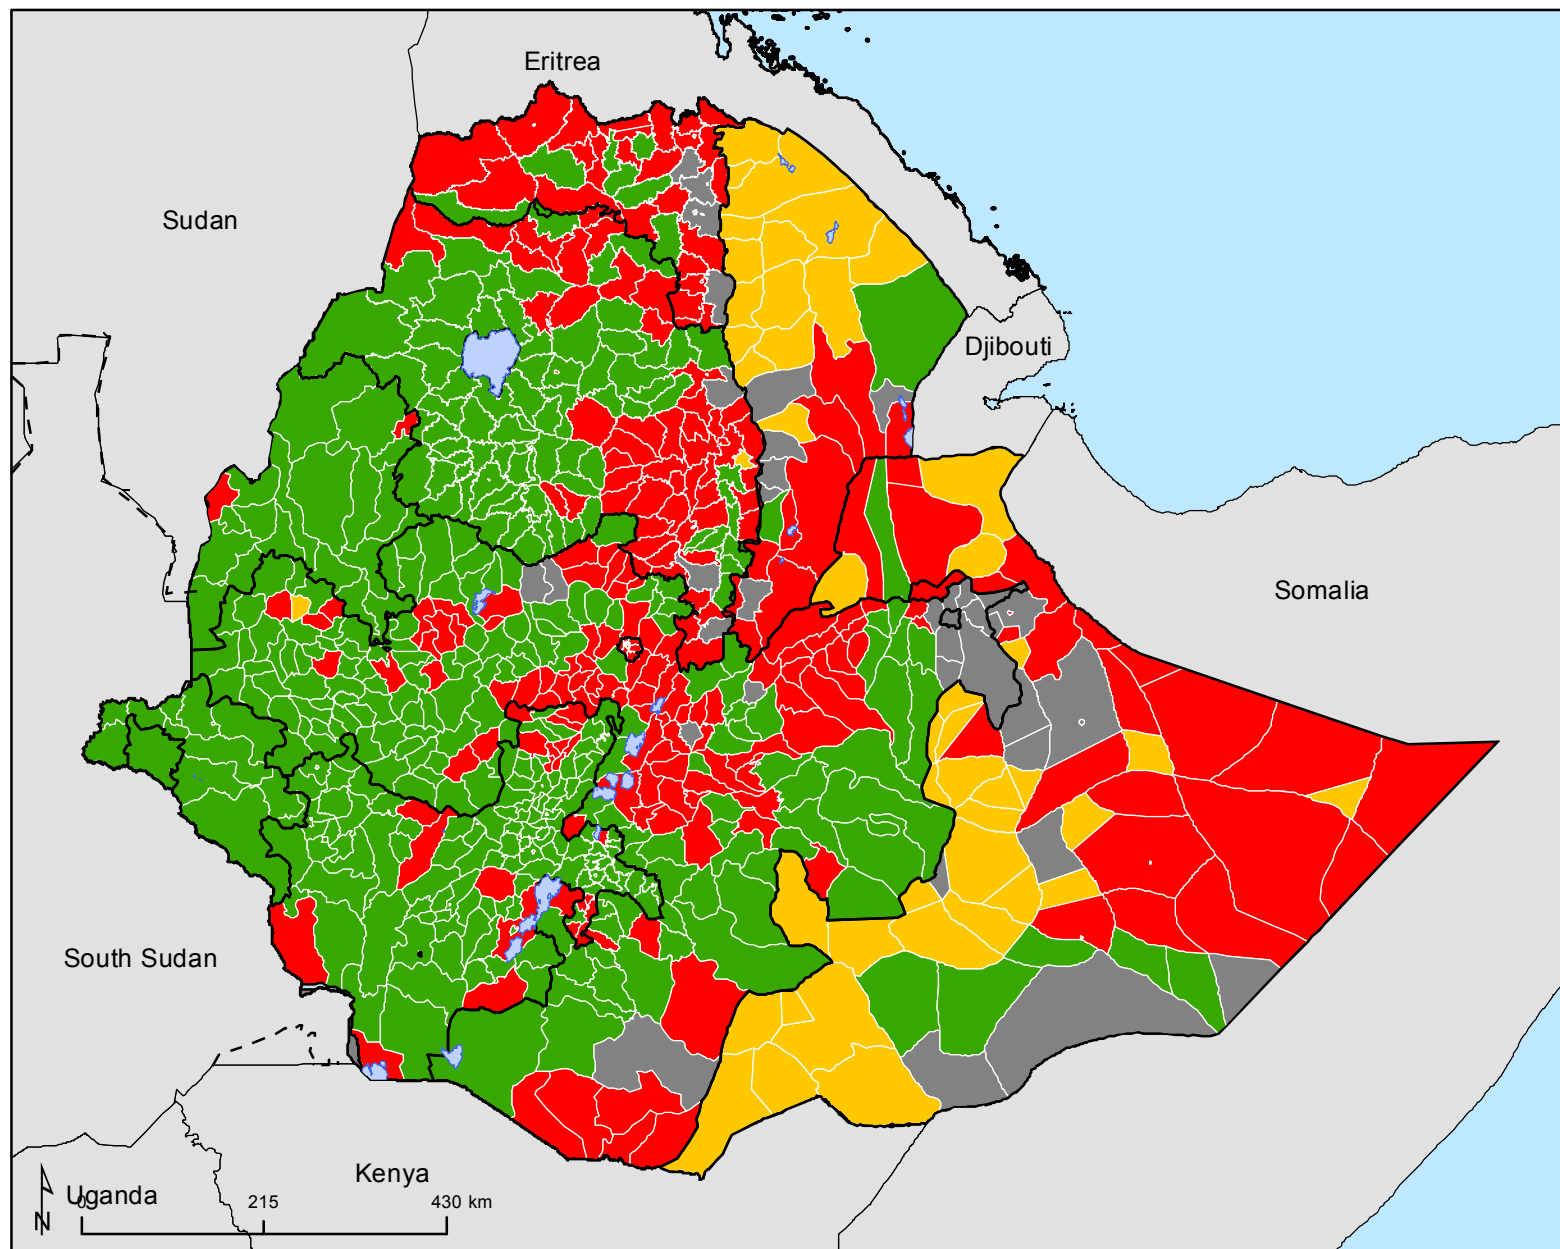 Eritrea
Sudan
Djibouti
Somalia
South Sudan
Kenya
Uganda
0 215 430 km
N